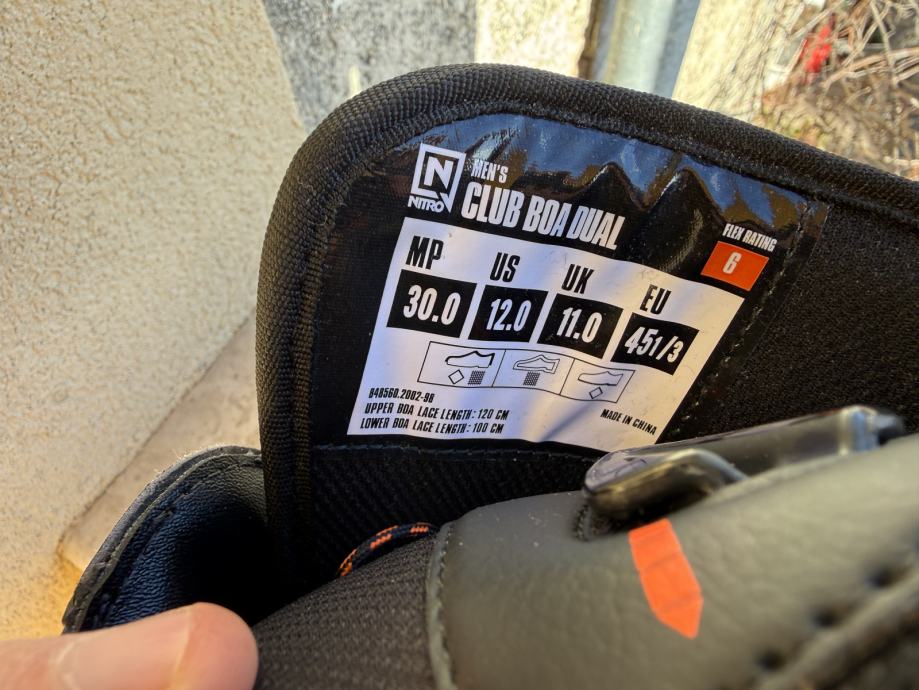 N
NITRO
MEN'S
CLUB BOA DUAL
FLEX RATING
6
MP US UK EU
30.0 12.0 11.0 45 1/3
848560.2002-96
UPPER BOA LACE LENGTH: 120 CM
LOWER BOA LACE LENGTH: 100 CM
MADE IN CHINA